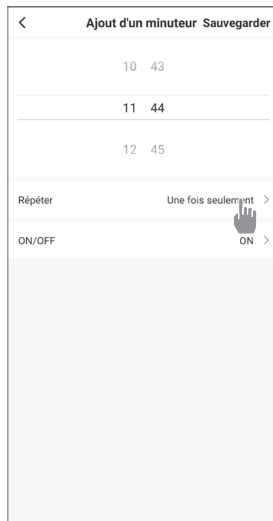 Ajout d'un minuteur Sauvegarder
10 43
11 44
12 45
Répéter Une fois seulement
ON/OFF ON